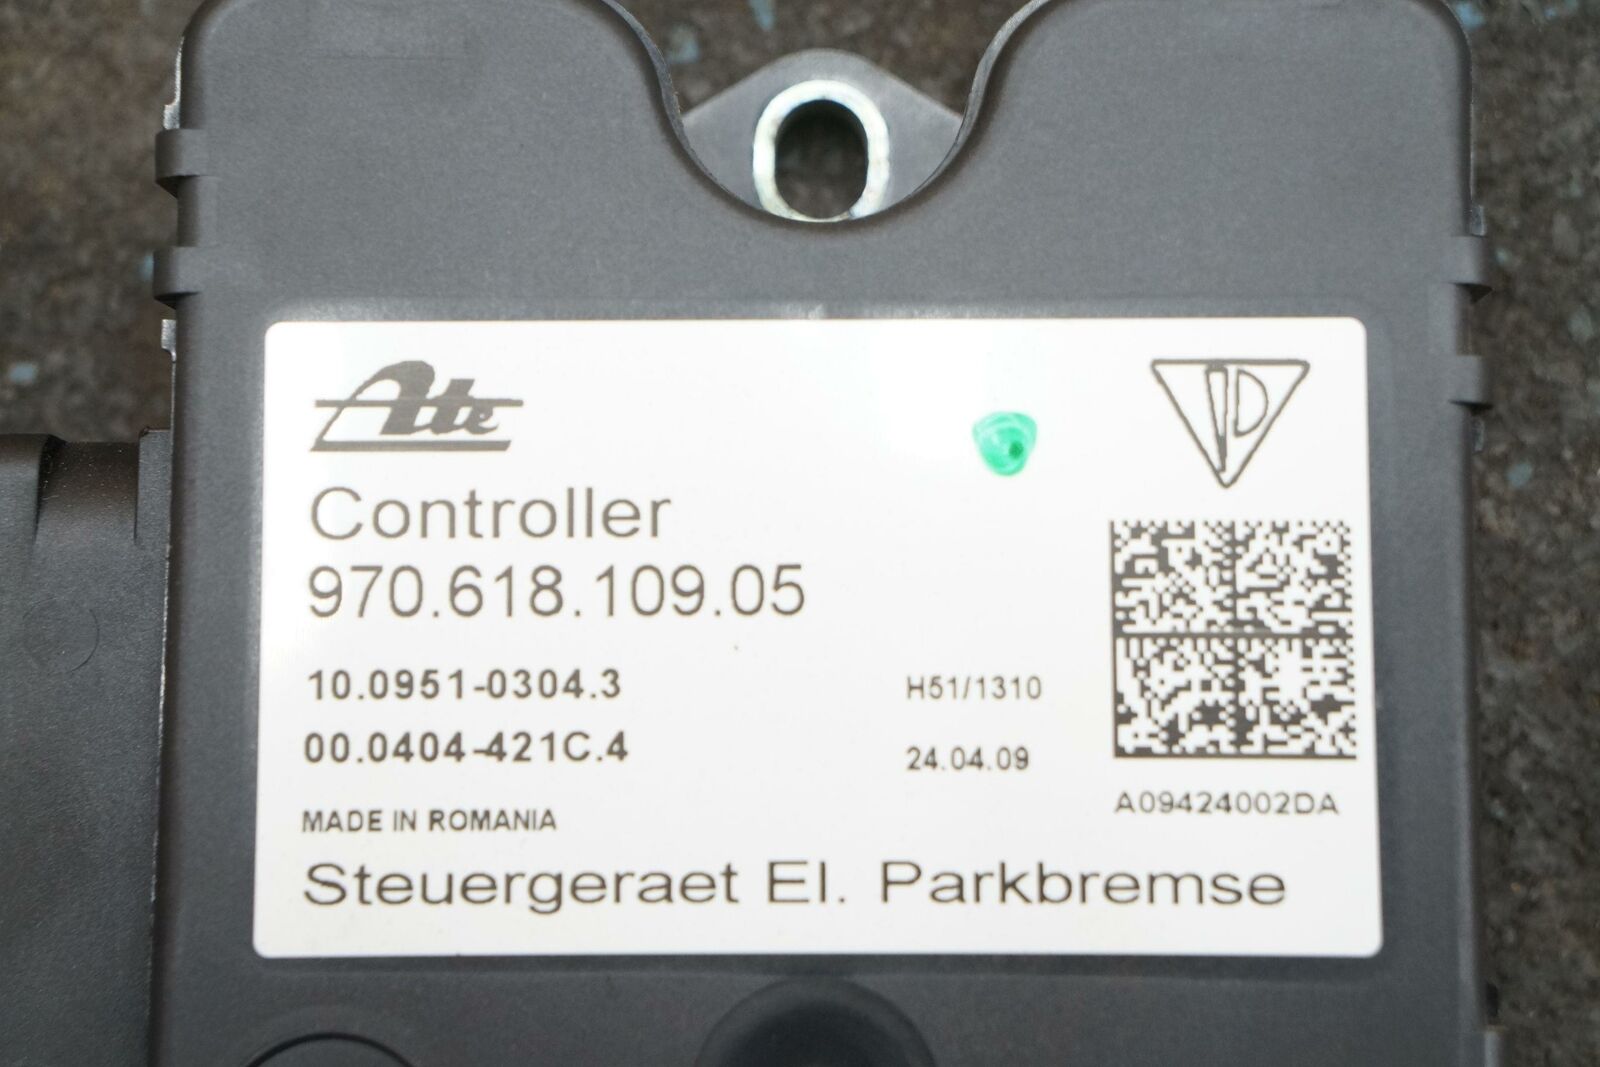 Ate
Controller
970.618.109.05
10.0951-0304.3
H51/1310
00.0404-421C.4
24.04.09
A09424002DA
MADE IN ROMANIA
Steuergeraet El. Parkbremse